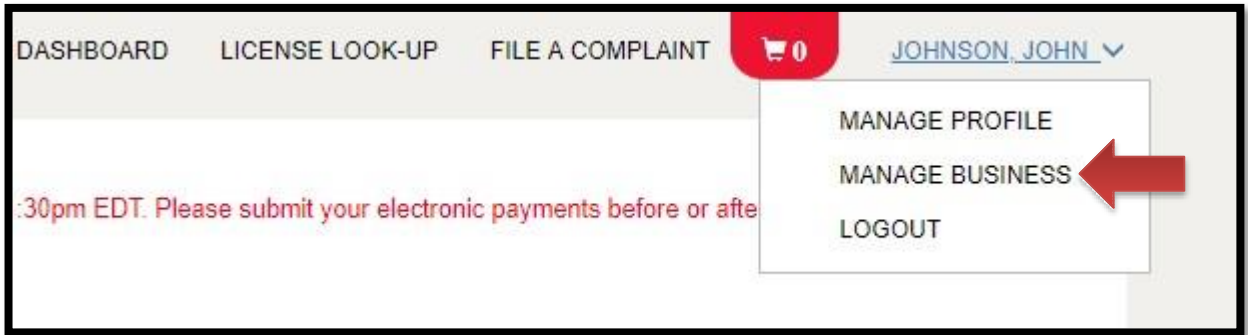 DASHBOARD LICENSE LOOK-UP FILE A COMPLAINT 0 JOHNSON, JOHN
MANAGE PROFILE
MANAGE BUSINESS
:30pm EDT. Please submit your electronic payments before or afte
LOGOUT